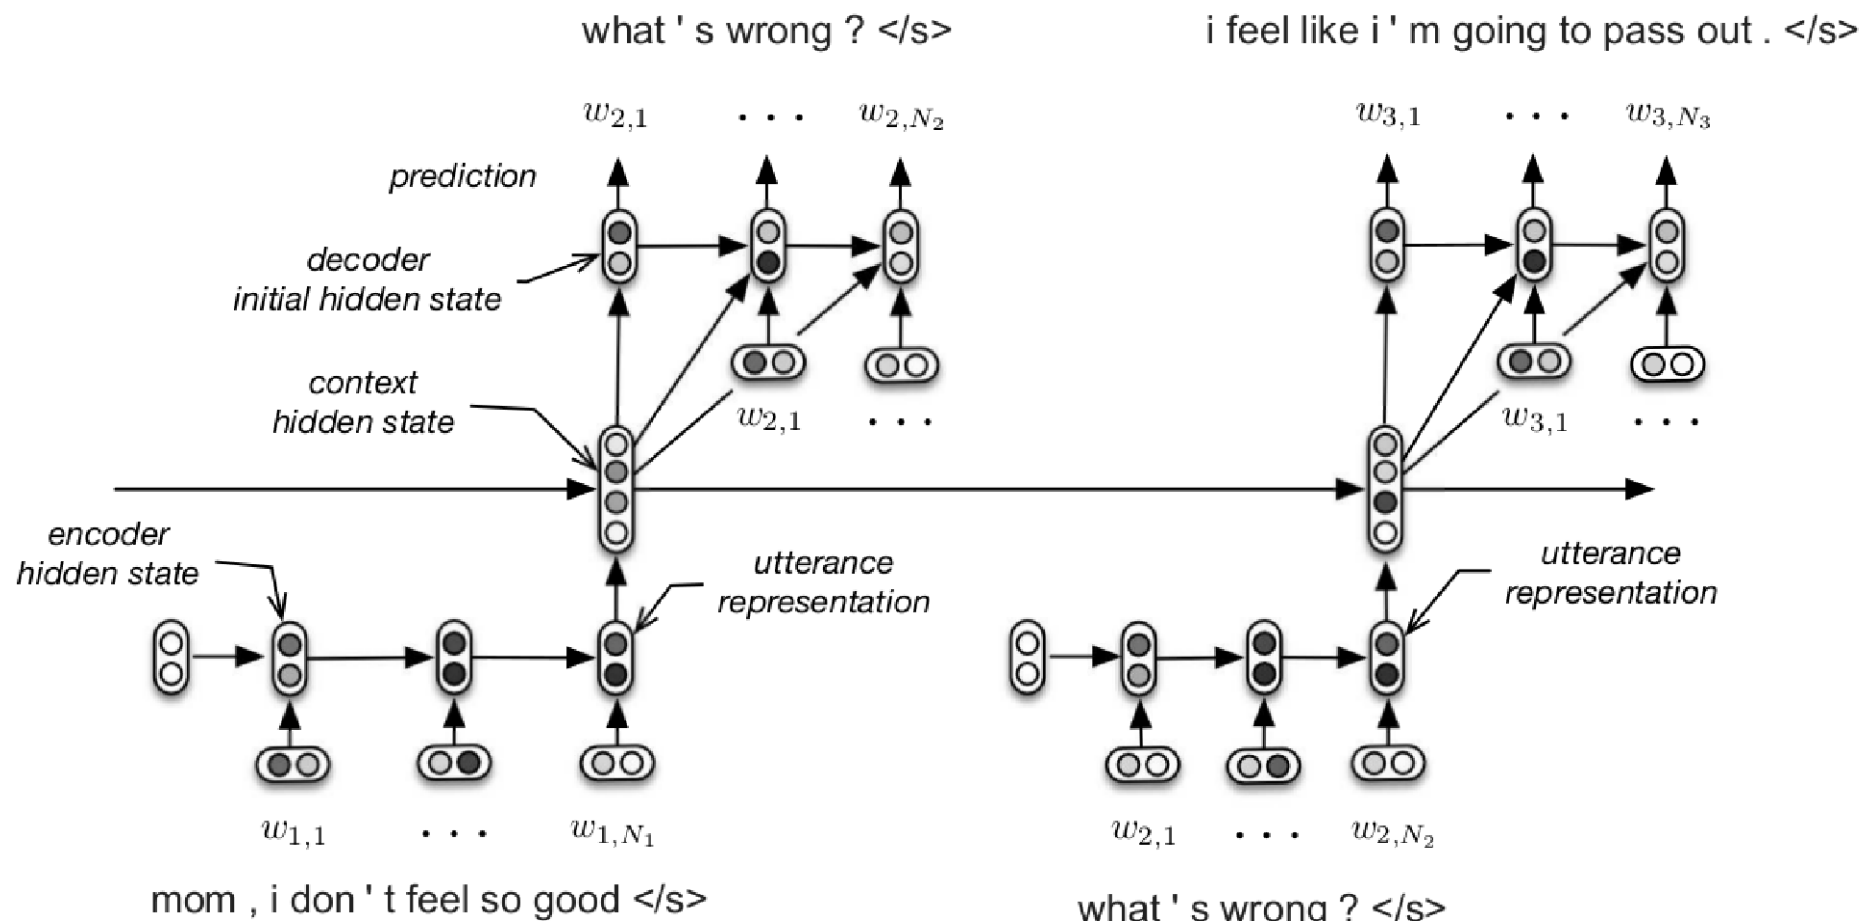 what ' s wrong ? </s>
i feel like i ' m going to pass out . </s>
w2,1 . . . w2,N2
w3,1 . . . w3,N3
prediction
decoder
initial hidden state
context
hidden state
w2,1 . . .
w3,1 . . .
encoder
hidden state
utterance
representation
utterance
representation
w1,1 . . . w1,N1
w2,1 . . . w2,N2
mom , i don ' t feel so good </s>
what ' s wrong ? </s>